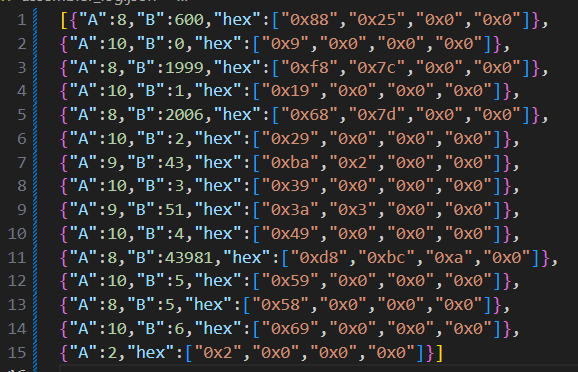 1 [{"A":8,"B":600,"hex":["0x88","0x25","0x0","0x0"]},
2 {"A":10,"B":0,"hex":["0x9","0x0","0x0","0x0"]},
3 {"A":8,"B":1999,"hex":["0xf8","0x7c","0x0","0x0"]},
4 {"A":10,"B":1,"hex":["0x19","0x0","0x0","0x0"]},
5 {"A":8,"B":2006,"hex":["0x68","0x7d","0x0","0x0"]},
6 {"A":10,"B":2,"hex":["0x29","0x0","0x0","0x0"]},
7 {"A":9,"B":43,"hex":["0xba","0x2","0x0","0x0"]},
8 {"A":10,"B":3,"hex":["0x39","0x0","0x0","0x0"]},
9 {"A":9,"B":51,"hex":["0x3a","0x3","0x0","0x0"]},
10 {"A":10,"B":4,"hex":["0x49","0x0","0x0","0x0"]},
11 {"A":8,"B":43981,"hex":["0xd8","0xbc","0xa","0x0"]},
12 {"A":10,"B":5,"hex":["0x59","0x0","0x0","0x0"]},
13 {"A":8,"B":5,"hex":["0x58","0x0","0x0","0x0"]},
14 {"A":10,"B":6,"hex":["0x69","0x0","0x0","0x0"]},
15 {"A":2,"hex":["0x2","0x0","0x0","0x0"]}]